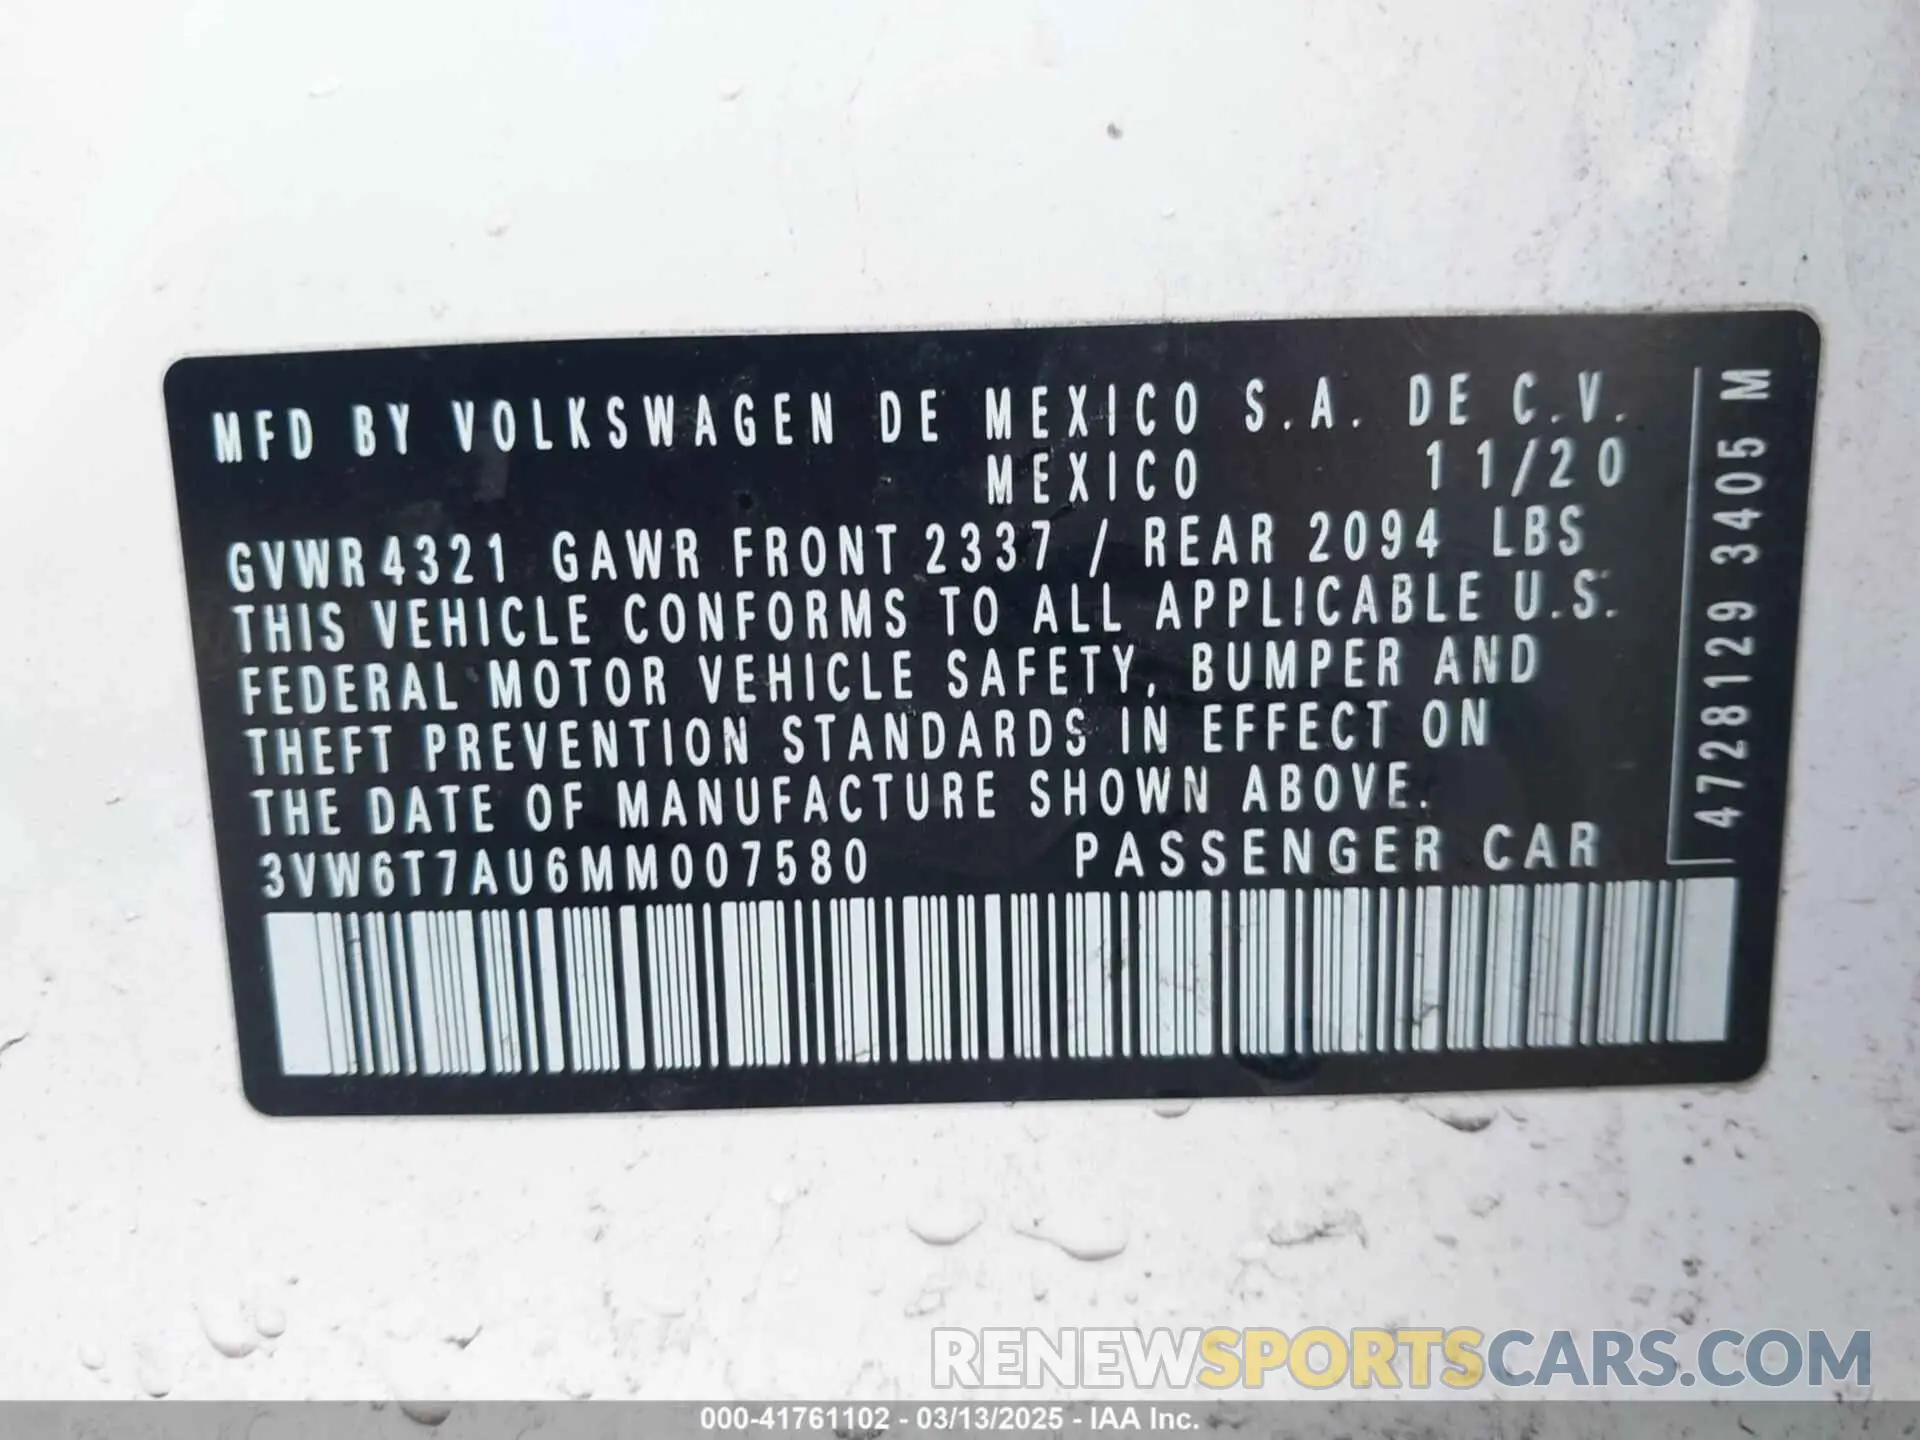 MFD BY VOLKSWAGEN DE MEXICO S.A. DE C.V.
MEXICO 11/20
GVWR 4321 GAWR FRONT 2337 / REAR 2094 LBS
THIS VEHICLE CONFORMS TO ALL APPLICABLE U.S.
FEDERAL MOTOR VEHICLE SAFETY, BUMPER AND
THEFT PREVENTION STANDARDS IN EFFECT ON
THE DATE OF MANUFACTURE SHOWN ABOVE.
3VW6T7AU6MM007580 PASSENGER CAR
4728129 3405 M
RENEWSPORTSCARS.COM
000-41761102 - 03/13/2025 - IAA Inc.